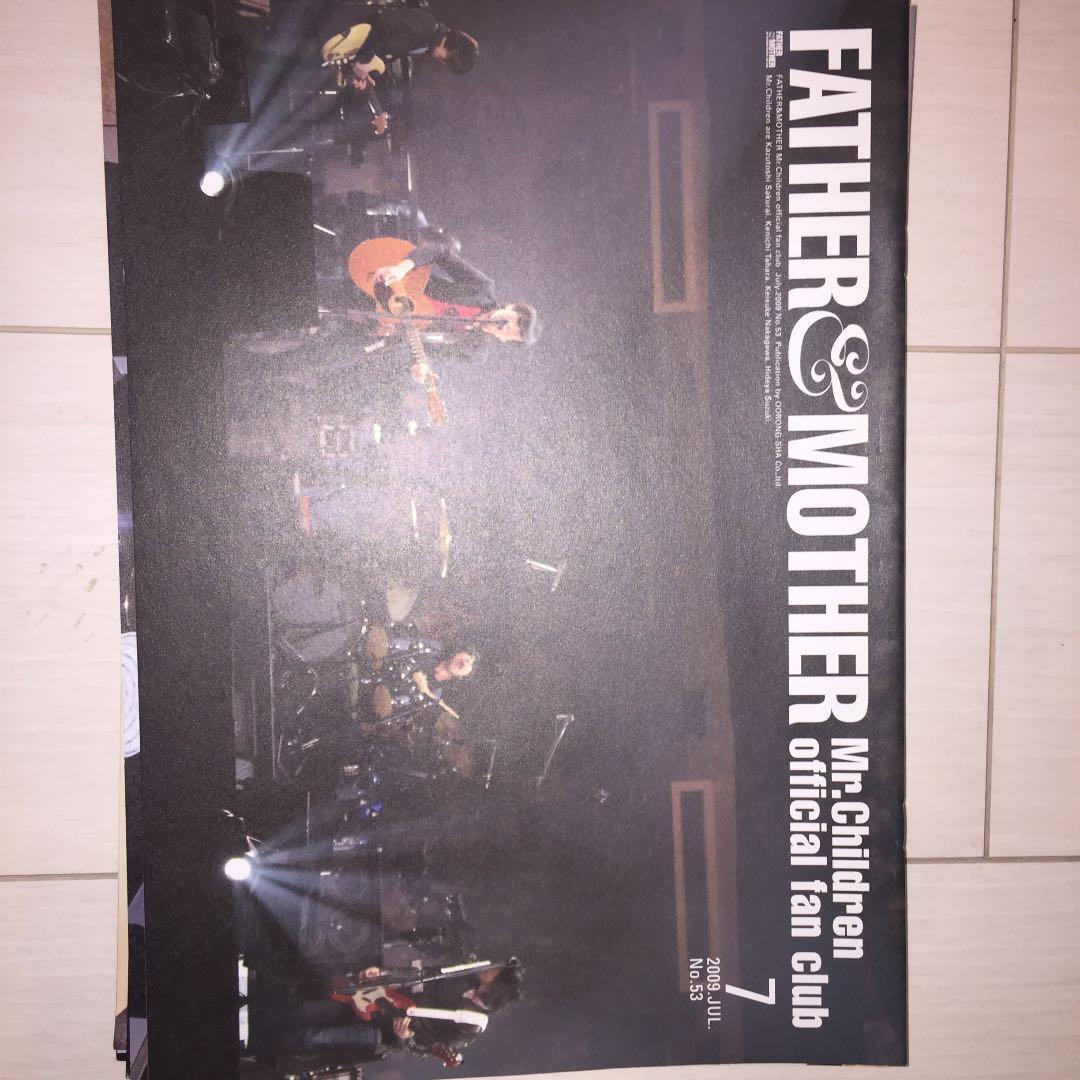 FATHER&MOTHER Mr.Children
official fan club
FATHER
&
MOTHER
FATHER&MOTHER Mr.Children official fan club July.2009 No.53 Publication by OORONG-SHA Co.,ltd.
Mr.Children are Kazutoshi Sakurai. Kenichi Tahara. Keisuke Nakagawa. Hideya Suzuki.
7
2009.JUL.
No.53